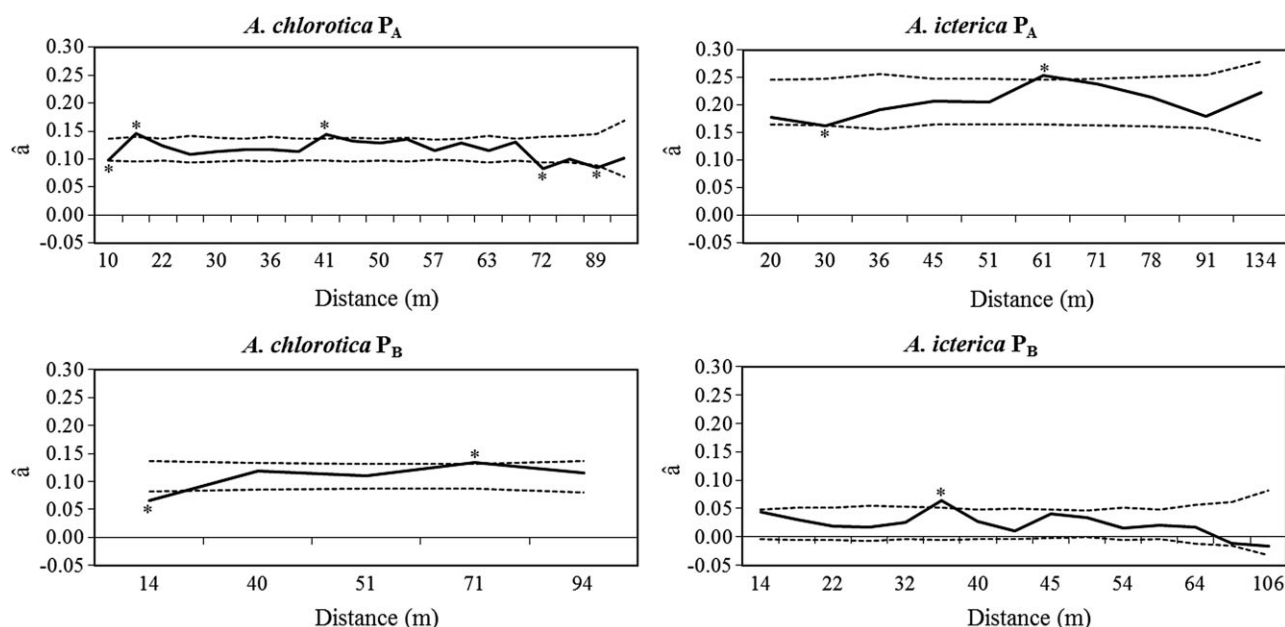 A. chlorotica PA
0.30
0.25
0.20
0.15
0.10
0.05
0.00
-0.05
â
* * * * *
10 22 30 36 41 50 57 63 72 89
Distance (m)
A. icterica PA
0.30
0.25
0.20
0.15
0.10
0.05
0.00
-0.05
â
* *
20 30 36 45 51 61 71 78 91 134
Distance (m)
A. chlorotica PB
0.30
0.25
0.20
0.15
0.10
0.05
0.00
-0.05
â
* *
14 40 51 71 94
Distance (m)
A. icterica PB
0.30
0.25
0.20
0.15
0.10
0.05
0.00
-0.05
â
*
14 22 32 40 45 54 64 106
Distance (m)